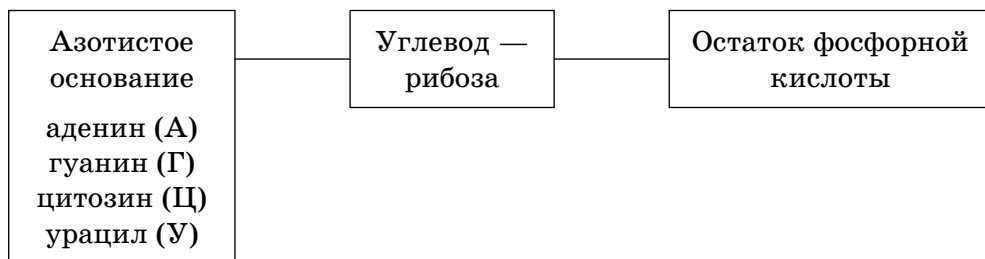 Азотистое
основание
аденин (А)
гуанин (Г)
цитозин (Ц)
урацил (У)
Углевод —
рибоза
Остаток фосфорной
кислоты